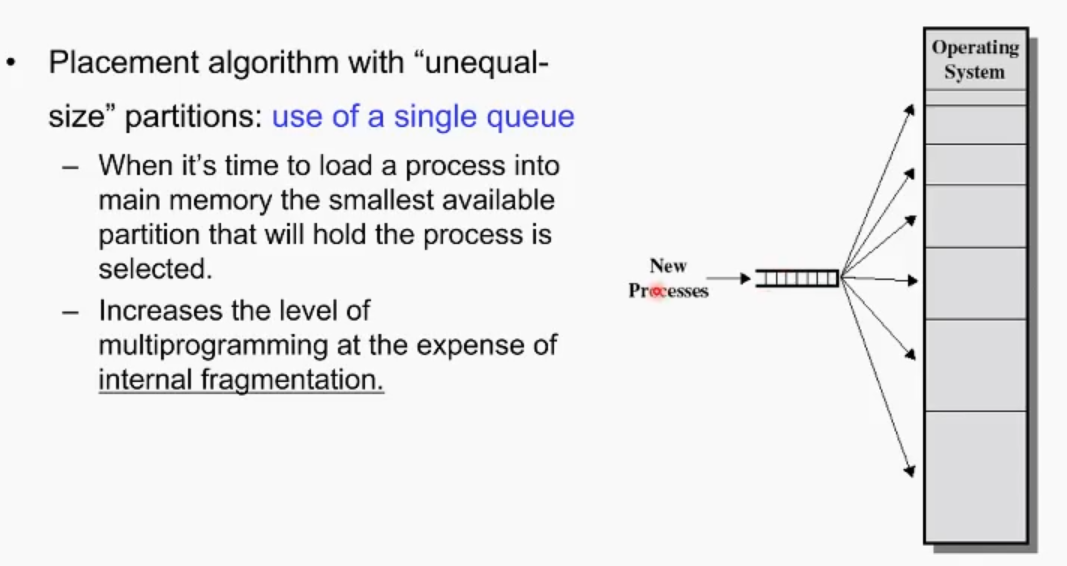 • Placement algorithm with “unequal-
size” partitions: use of a single queue
– When it’s time to load a process into
main memory the smallest available
partition that will hold the process is
selected.
– Increases the level of
multiprogramming at the expense of
internal fragmentation.
New
Processes
Operating
System